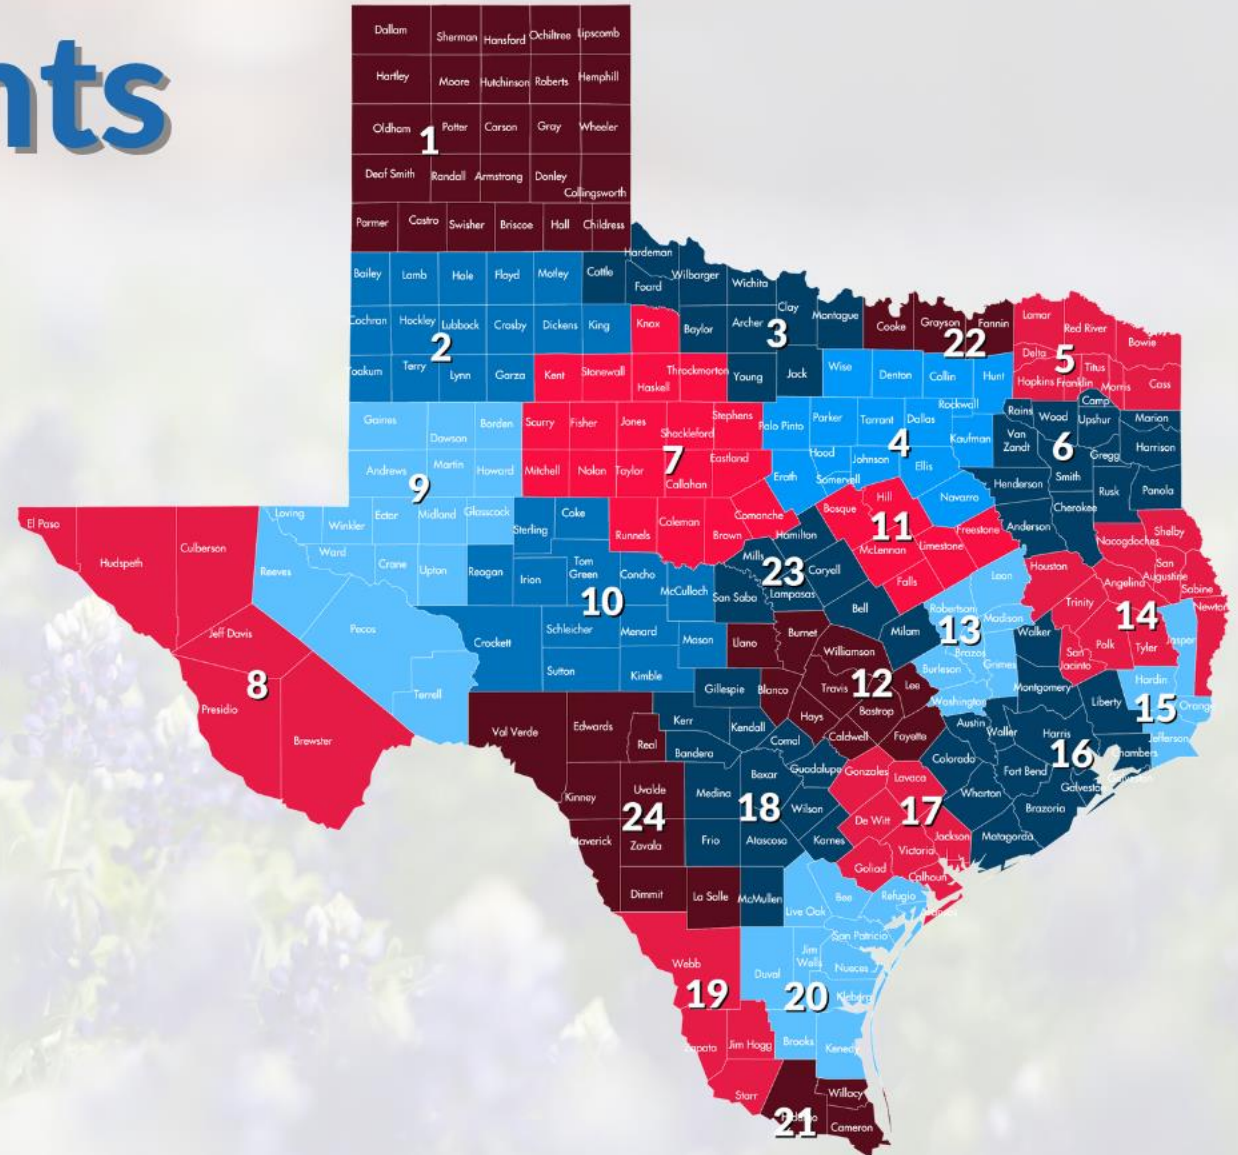 nts
Dallam Sherman Hansford Ochiltree Lipscomb
Hartley Moore Hutchinson Roberts Hemphill
Oldham 1 Potter Carson Gray Wheeler
Deaf Smith Randall Armstrong Donley Collingsworth
Parmer Castro Swisher Briscoe Hall Childress
Hardeman
Bailey Lamb Hale Floyd Motley Cottle Foard Wilbarger Wichita
Clay
Cochran Hockley Lubbock Crosby Dickens King Knox Baylor Archer 3 Montague Cooke Grayson Fannin Lamar Red River Bowie
2 22 5
Yoakum Terry Lynn Garza Kent Stonewall Haskell Throckmorton Young Jack Wise Denton Collin Hunt Delta Hopkins Franklin Titus Morris Cass
Camp
Gaines Dawson Borden Scurry Fisher Jones Shackleford Stephens Palo Pinto Parker Tarrant Dallas Rockwall Kaufman Rains Wood Upshur Marion
Van Zandt 6 Gregg Harrison
Andrews Martin Howard Mitchell Nolan Taylor 7 Callahan Eastland Erath Hood Somervell Johnson 4 Ellis Navarro Henderson Smith Rusk Panola
9
El Paso Hudspeth Culberson Loving Winkler Ector Midland Glasscock Sterling Coke Runnels Coleman Brown Comanche Hamilton Bosque Hill 11 Freestone Anderson Cherokee Nacogdoches Shelby
Reeves Ward Crane Upton Reagan Irion Tom Green Concho McCulloch San Saba Mills 23 Coryell Lampasas McLennan Limestone Falls Leon Houston Angelina San Augustine Sabine
10
Jeff Davis Pecos Crockett Schleicher Menard Mason Llano Burnet Bell Milam Robertson Madison Walker Trinity 14 Newton
13
8 Terrell Sutton Kimble Gillespie Blanco Williamson Travis 12 Lee Burleson Brazos Grimes San Jacinto Polk Tyler Jasper
Presidio Brewster Val Verde Edwards Real Kerr Kendall Hays Bastrop Washington Montgomery Liberty Hardin 15 Orange
Bandera Comal Caldwell Fayette Austin Waller Harris 16 Chambers Jefferson
Kinney Uvalde Medina Bexar Guadalupe Gonzales Lavaca Colorado Fort Bend Galveston
24 18 Wilson 17 Wharton Brazoria
Maverick Zavala Frio Atascosa Karnes De Witt Jackson Matagorda
Victoria
Goliad Calhoun
Dimmit La Salle McMullen Live Oak Bee Refugio
San Patricio
Webb Duval Jim Wells Nueces
19 20 Kleberg
Zapata Jim Hogg Brooks Kenedy
Starr Willacy
21 Cameron